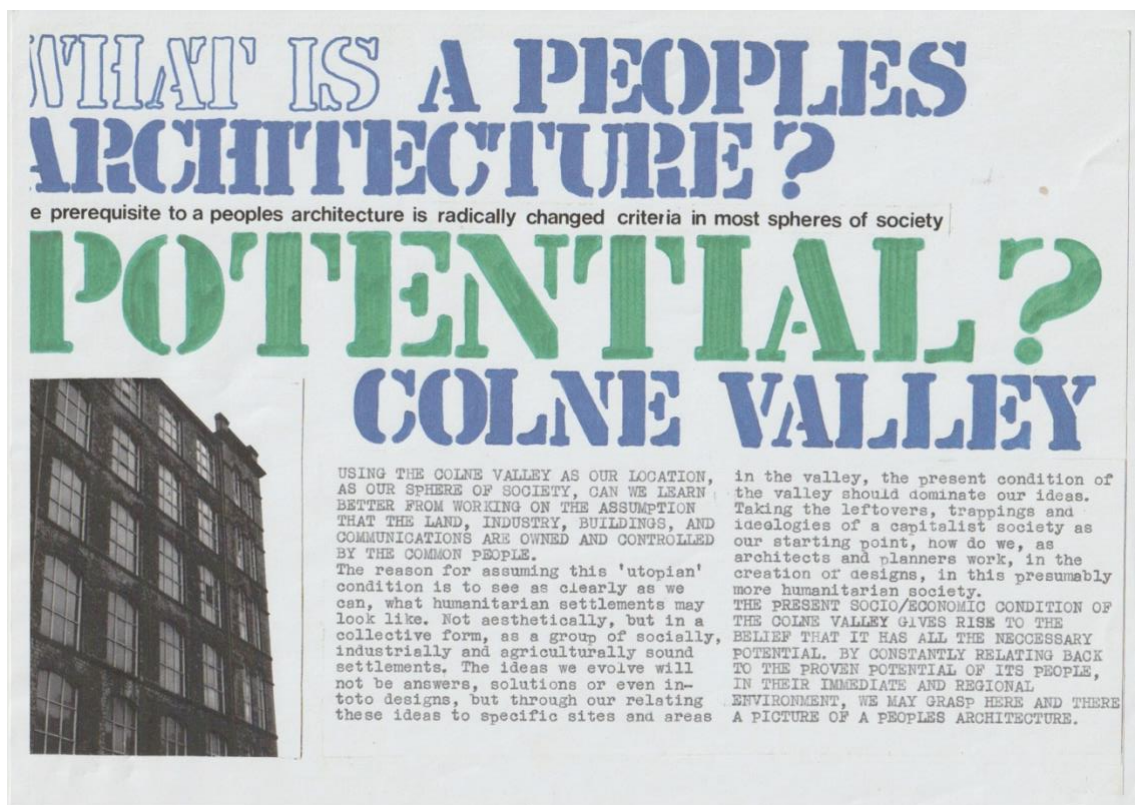 WHAT IS A PEOPLES
ARCHITECTURE?
e prerequisite to a peoples architecture is radically changed criteria in most spheres of society
POTENTIAL?
COLNE VALLEY
USING THE COLNE VALLEY AS OUR LOCATION,
AS OUR SPHERE OF SOCIETY, CAN WE LEARN
BETTER FROM WORKING ON THE ASSUMPTION
THAT THE LAND, INDUSTRY, BUILDINGS, AND
COMMUNICATIONS ARE OWNED AND CONTROLLED
BY THE COMMON PEOPLE.
The reason for assuming this 'utopian'
condition is to see as clearly as we
can, what humanitarian settlements may
look like. Not aesthetically, but in a
collective form, as a group of socially,
industrially and agriculturally sound
settlements. The ideas we evolve will
not be answers, solutions or even in-
toto designs, but through our relating
these ideas to specific sites and areas
in the valley, the present condition of
the valley should dominate our ideas.
Taking the leftovers, trappings and
ideologies of a capitalist society as
our starting point, how do we, as
architects and planners work, in the
creation of designs, in this presumably
more humanitarian society.
THE PRESENT SOCIO/ECONOMIC CONDITION OF
THE COLNE VALLEY GIVES RISE TO THE
BELIEF THAT IT HAS ALL THE NECCESSARY
POTENTIAL. BY CONSTANTLY RELATING BACK
TO THE PROVEN POTENTIAL OF ITS PEOPLE,
IN THEIR IMMEDIATE AND REGIONAL
ENVIRONMENT, WE MAY GRASP HERE AND THERE
A PICTURE OF A PEOPLES ARCHITECTURE.